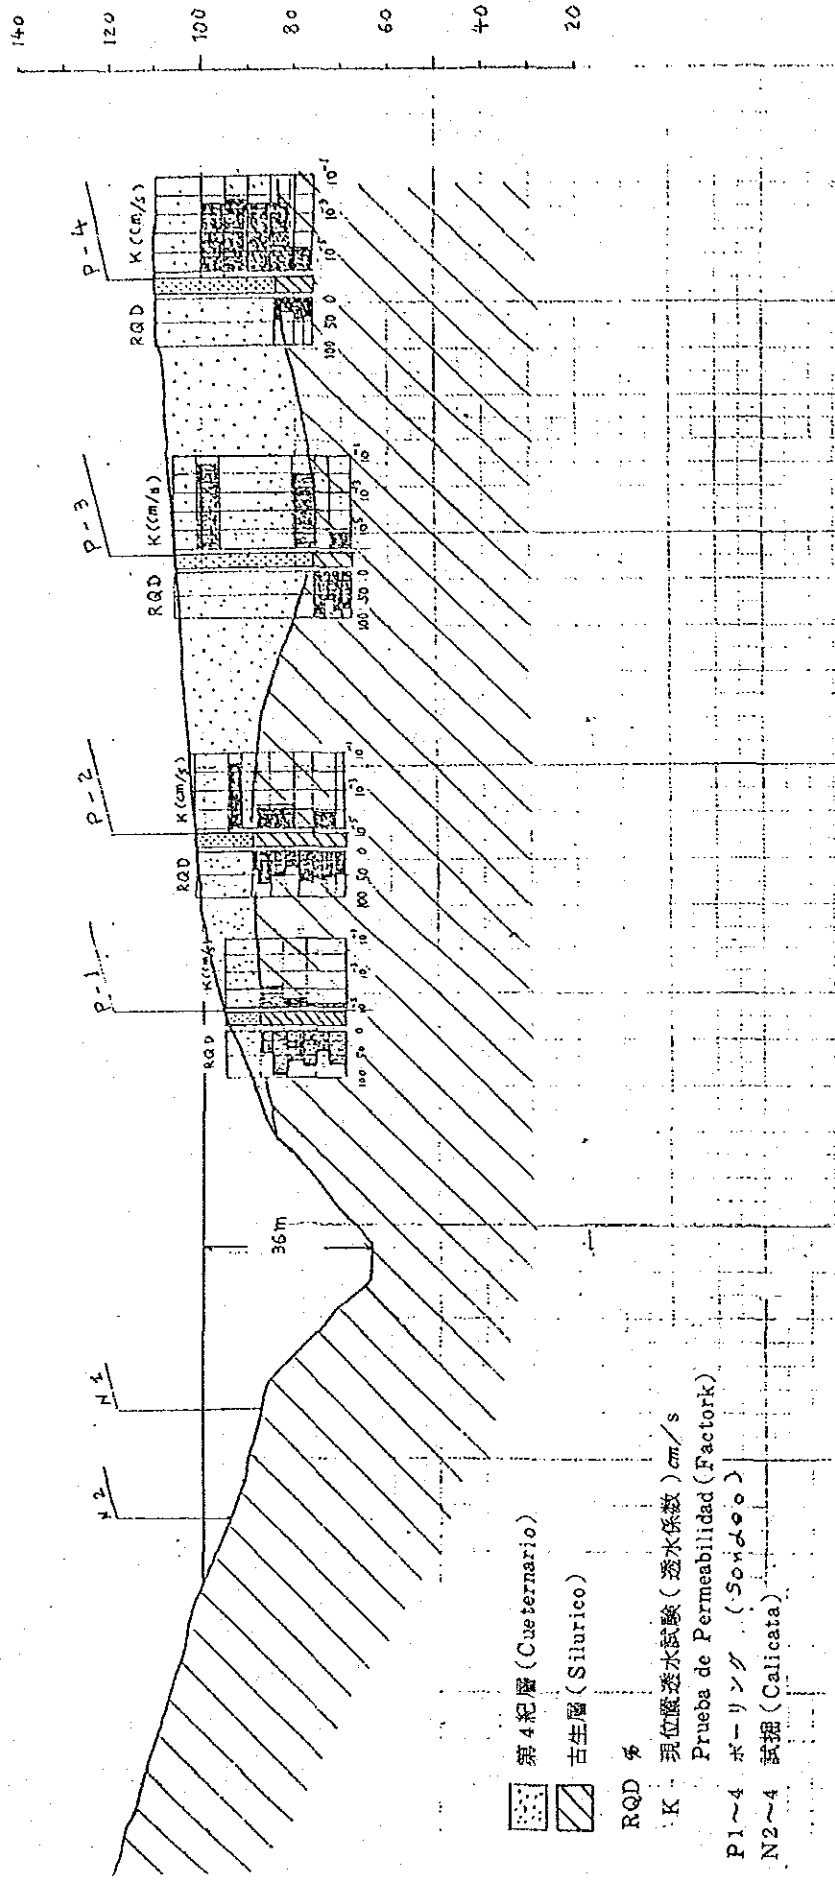 140
120
100
80
60
40
20
P-4
RQD
K (cm/s)
100 50 0 10⁻⁵ 10⁻³ 10⁻¹
P-3
RQD
K (cm/s)
100 50 0 10⁻⁵ 10⁻³ 10⁻¹
P-2
RQD
K (cm/s)
100 50 0 10⁻⁵ 10⁻³ 10⁻¹
P-1
RQD
K (cm/s)
100 50 0 10⁻⁵ 10⁻³ 10⁻¹
36m
N2
第4紀層 (Cueternario)
古生層 (Silurico)
RQD %
K 現位置透水試験 (透水係数) cm/s
Prueba de Permeabilidad (Factork)
P1~4 ボーリング (Sondeo)
N2~4 試掘 (Calicata)